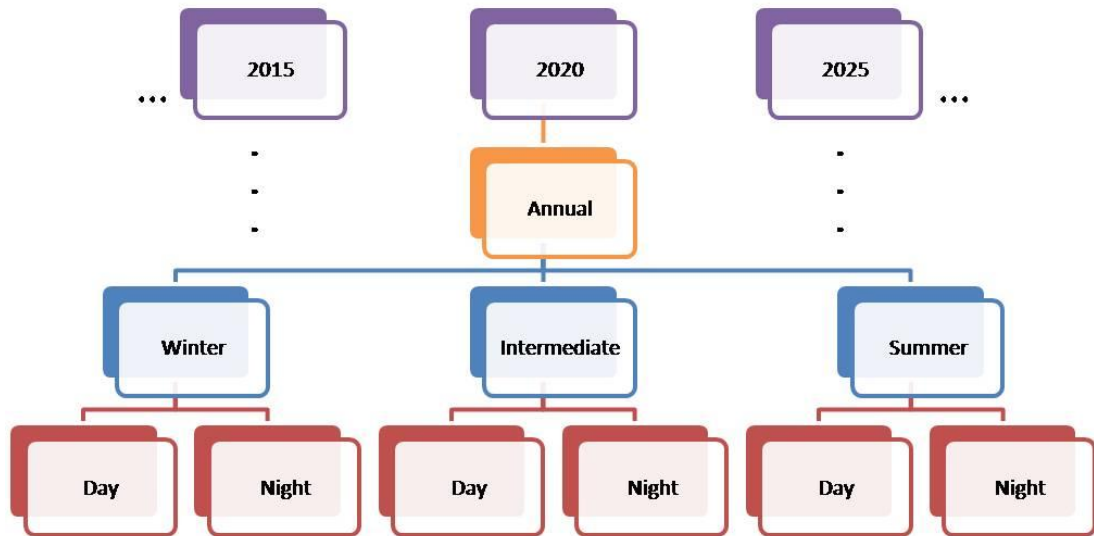 2015
2020
2025
...
...
Annual
Winter
Intermediate
Summer
Day
Night
Day
Night
Day
Night